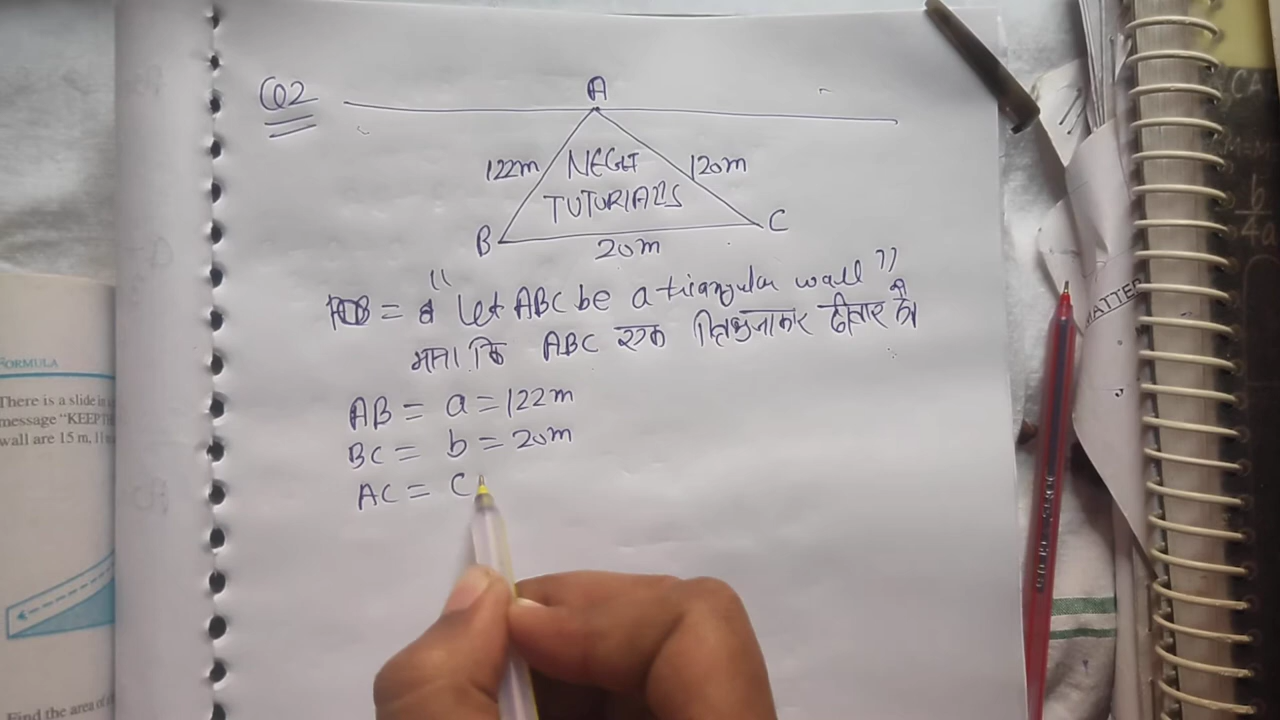 Q2
A
122m
NEGI
120m
TUTORIALS
B
20m
C
= "Let ABC be a triangular wall"
माना कि ABC एक त्रिभुजाकार दीवार है।
AB = a = 122m
BC = b = 20m
AC = C
FORMULA
There is a slide in
message "KEEP
wall are 15 m, 11
Find the area of
MATTER